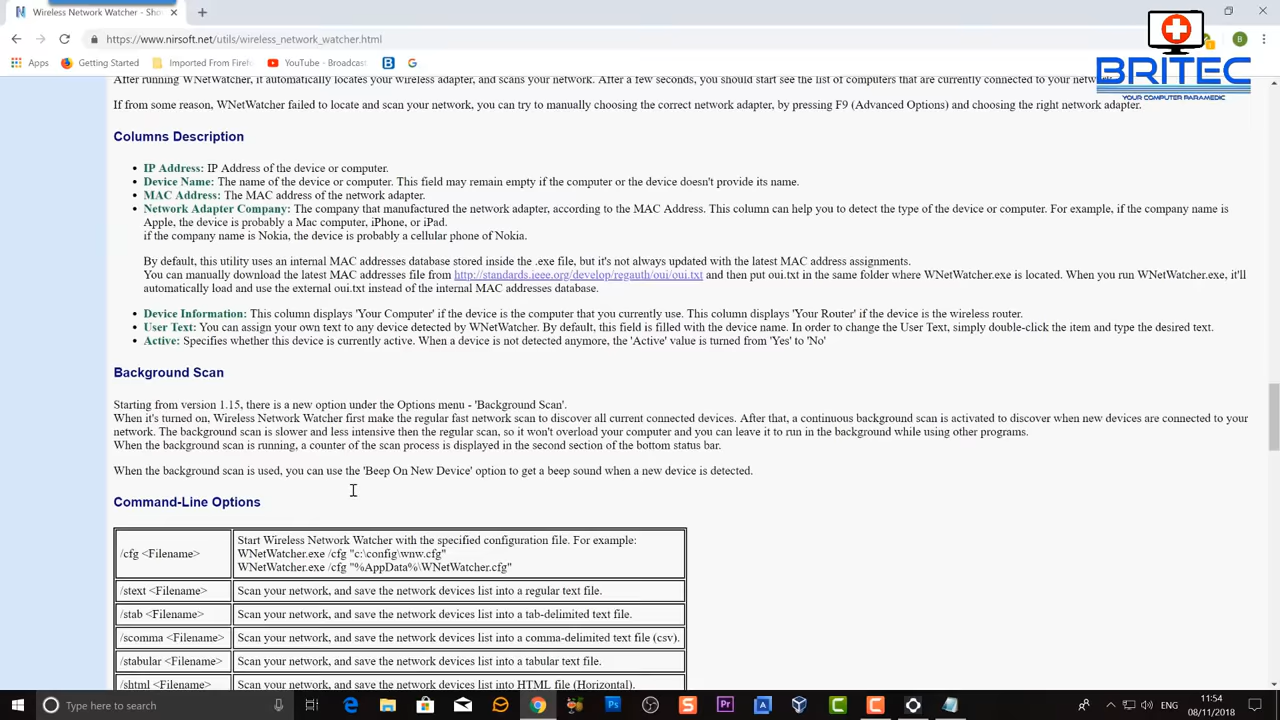 Wireless Network Watcher - Sho
https://www.nirsoft.net/utils/wireless_network_watcher.html
B
Apps Getting Started Imported From Firefo YouTube - Broadcast B G
BRITEC
YOUR COMPUTER PARAMEDIC
After running WNetWatcher, it automatically locates your wireless adapter, and scans your network. After a few seconds, you should start see the list of computers that are currently connected to your netw
If from some reason, WNetWatcher failed to locate and scan your network, you can try to manually choosing the correct network adapter, by pressing F9 (Advanced Options) and choosing the right network adapter.
Columns Description
• IP Address: IP Address of the device or computer.
• Device Name: The name of the device or computer. This field may remain empty if the computer or the device doesn't provide its name.
• MAC Address: The MAC address of the network adapter.
• Network Adapter Company: The company that manufactured the network adapter, according to the MAC Address. This column can help you to detect the type of the device or computer. For example, if the company name is
Apple, the device is probably a Mac computer, iPhone, or iPad.
if the company name is Nokia, the device is probably a cellular phone of Nokia.
By default, this utility uses an internal MAC addresses database stored inside the .exe file, but it's not always updated with the latest MAC address assignments.
You can manually download the latest MAC addresses file from http://standards.ieee.org/develop/regauth/oui/oui.txt and then put oui.txt in the same folder where WNetWatcher.exe is located. When you run WNetWatcher.exe, it'll
automatically load and use the external oui.txt instead of the internal MAC addresses database.
• Device Information: This column displays 'Your Computer' if the device is the computer that you currently use. This column displays 'Your Router' if the device is the wireless router.
• User Text: You can assign your own text to any device detected by WNetWatcher. By default, this field is filled with the device name. In order to change the User Text, simply double-click the item and type the desired text.
• Active: Specifies whether this device is currently active. When a device is not detected anymore, the 'Active' value is turned from 'Yes' to 'No'
Background Scan
Starting from version 1.15, there is a new option under the Options menu - 'Background Scan'.
When it's turned on, Wireless Network Watcher first make the regular fast network scan to discover all current connected devices. After that, a continuous background scan is activated to discover when new devices are connected to your
network. The background scan is slower and less intensive then the regular scan, so it won't overload your computer and you can leave it to run in the background while using other programs.
When the background scan is running, a counter of the scan process is displayed in the second section of the bottom status bar.
When the background scan is used, you can use the 'Beep On New Device' option to get a beep sound when a new device is detected.
Command-Line Options
/cfg <Filename> Start Wireless Network Watcher with the specified configuration file. For example:
WNetWatcher.exe /cfg "c:\config\wnw.cfg"
WNetWatcher.exe /cfg "%AppData%\WNetWatcher.cfg"
/stext <Filename> Scan your network, and save the network devices list into a regular text file.
/stab <Filename> Scan your network, and save the network devices list into a tab-delimited text file.
/scomma <Filename> Scan your network, and save the network devices list into a comma-delimited text file (csv).
/stabular <Filename> Scan your network, and save the network devices list into a tabular text file.
/shtml <Filename> Scan your network, and save the network devices list into HTML file (Horizontal).
Type here to search
11:54
08/11/2018